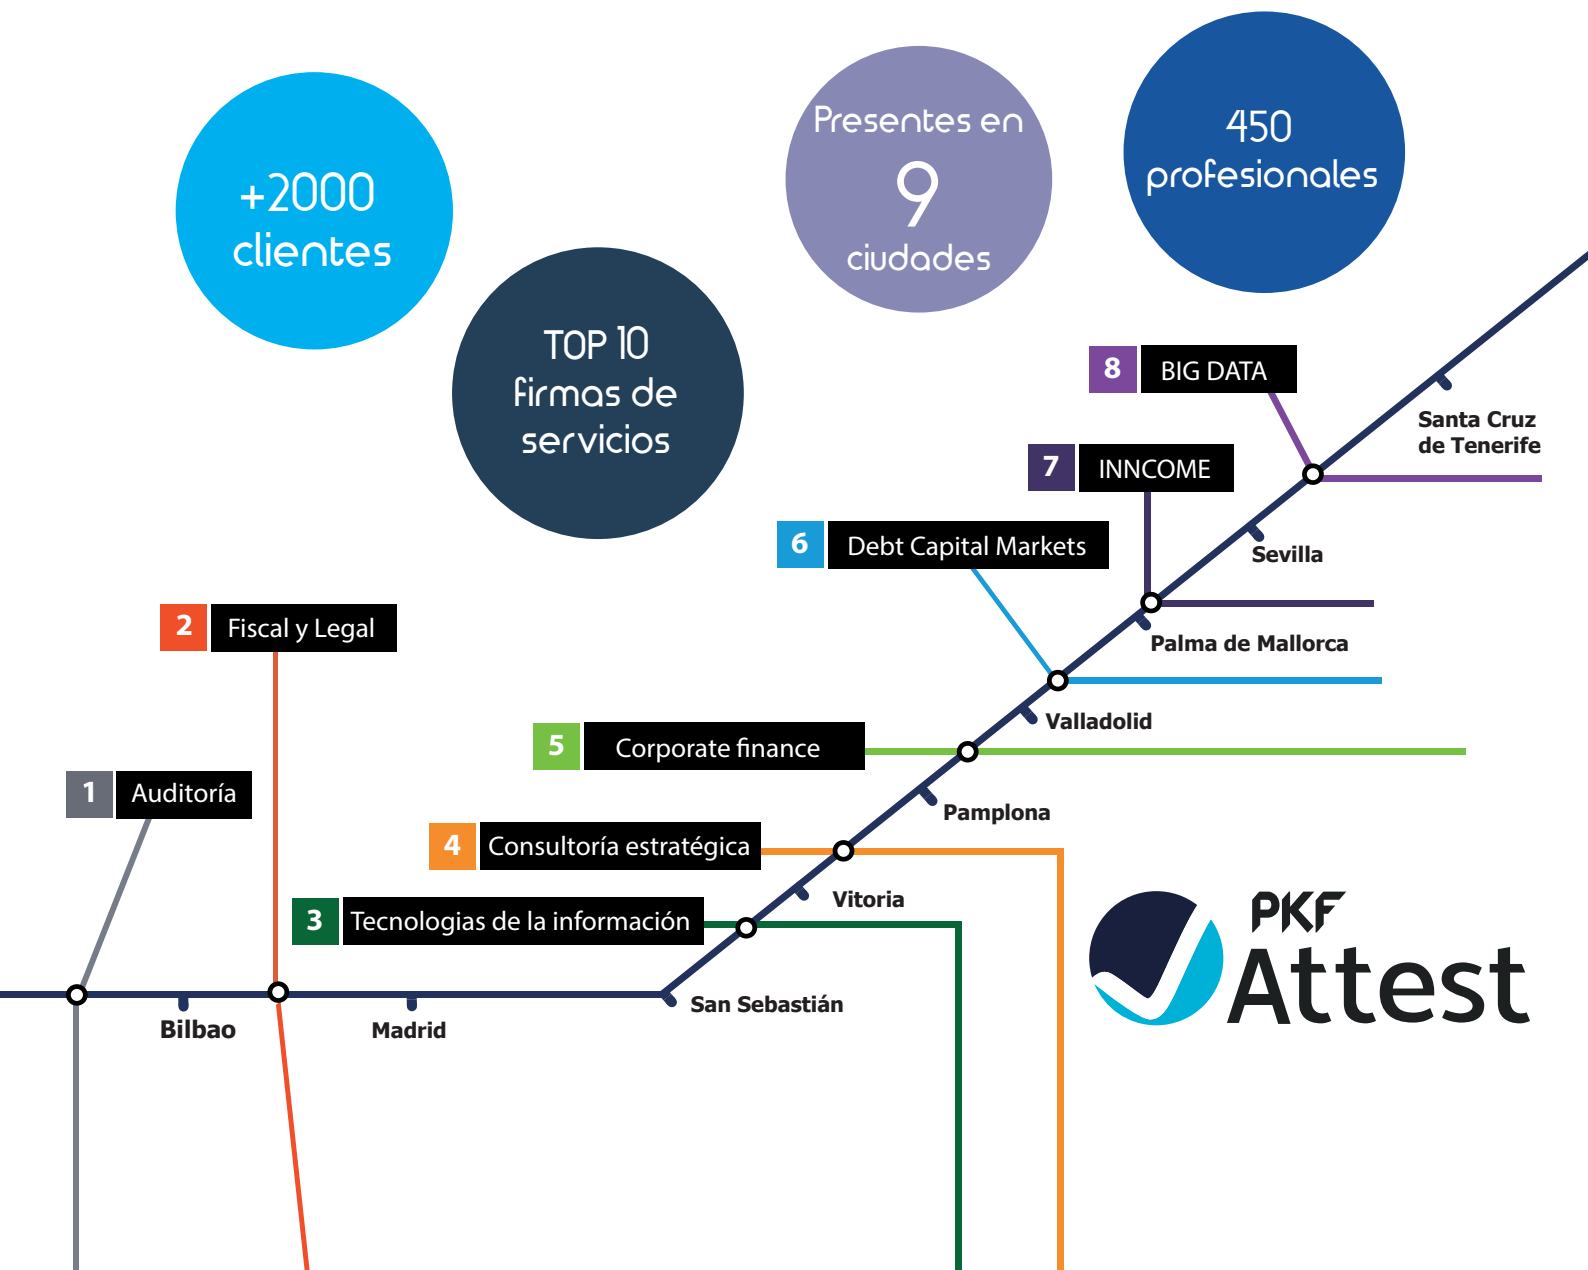 +2000
clientes
TOP 10
firmas de
servicios
Presentes en
9
ciudades
450
profesionales
8 BIG DATA
Santa Cruz
de Tenerife
7 INNCOME
Sevilla
6 Debt Capital Markets
Palma de Mallorca
2 Fiscal y Legal
Valladolid
5 Corporate finance
1 Auditoría
Pamplona
4 Consultoría estratégica
Vitoria
3 Tecnologias de la información
San Sebastián
Bilbao
Madrid
PKF
Attest